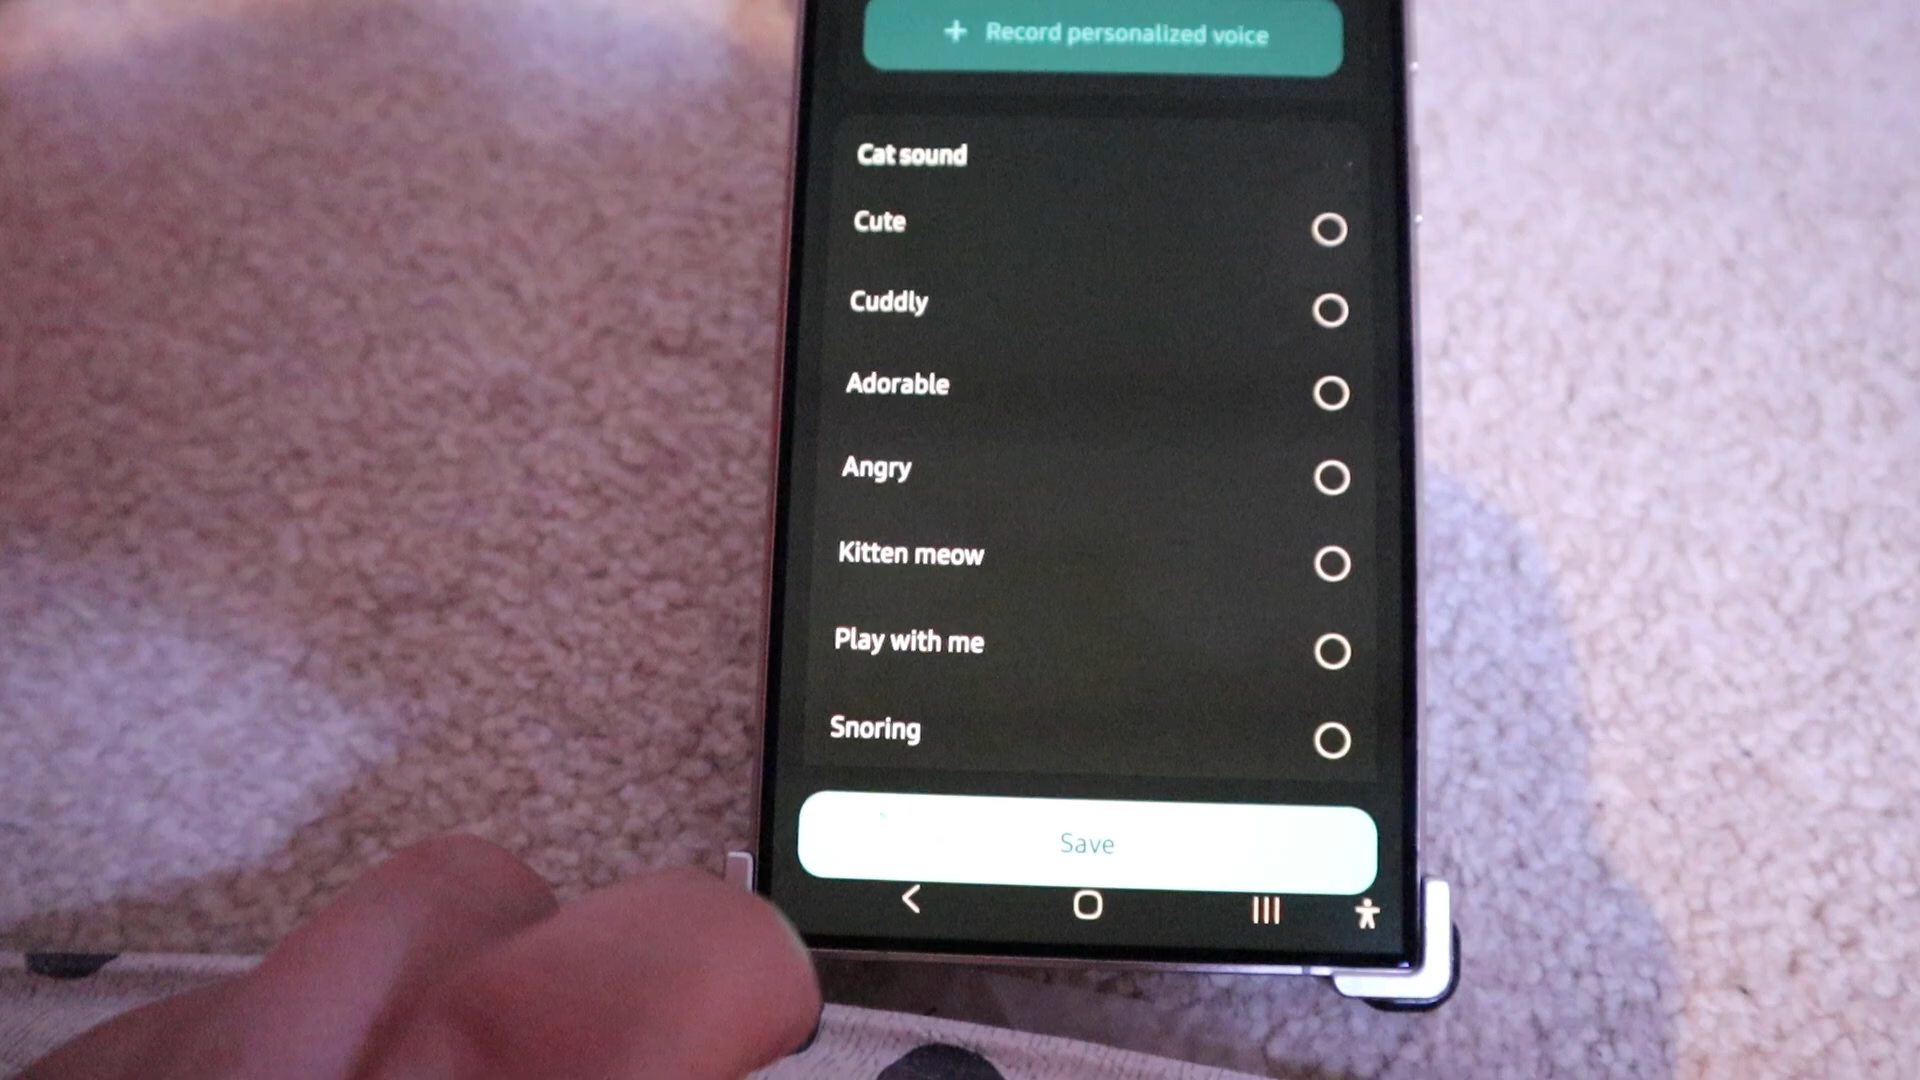 + Record personalized voice
Cat sound
Cute
Cuddly
Adorable
Angry
Kitten meow
Play with me
Snoring
Save